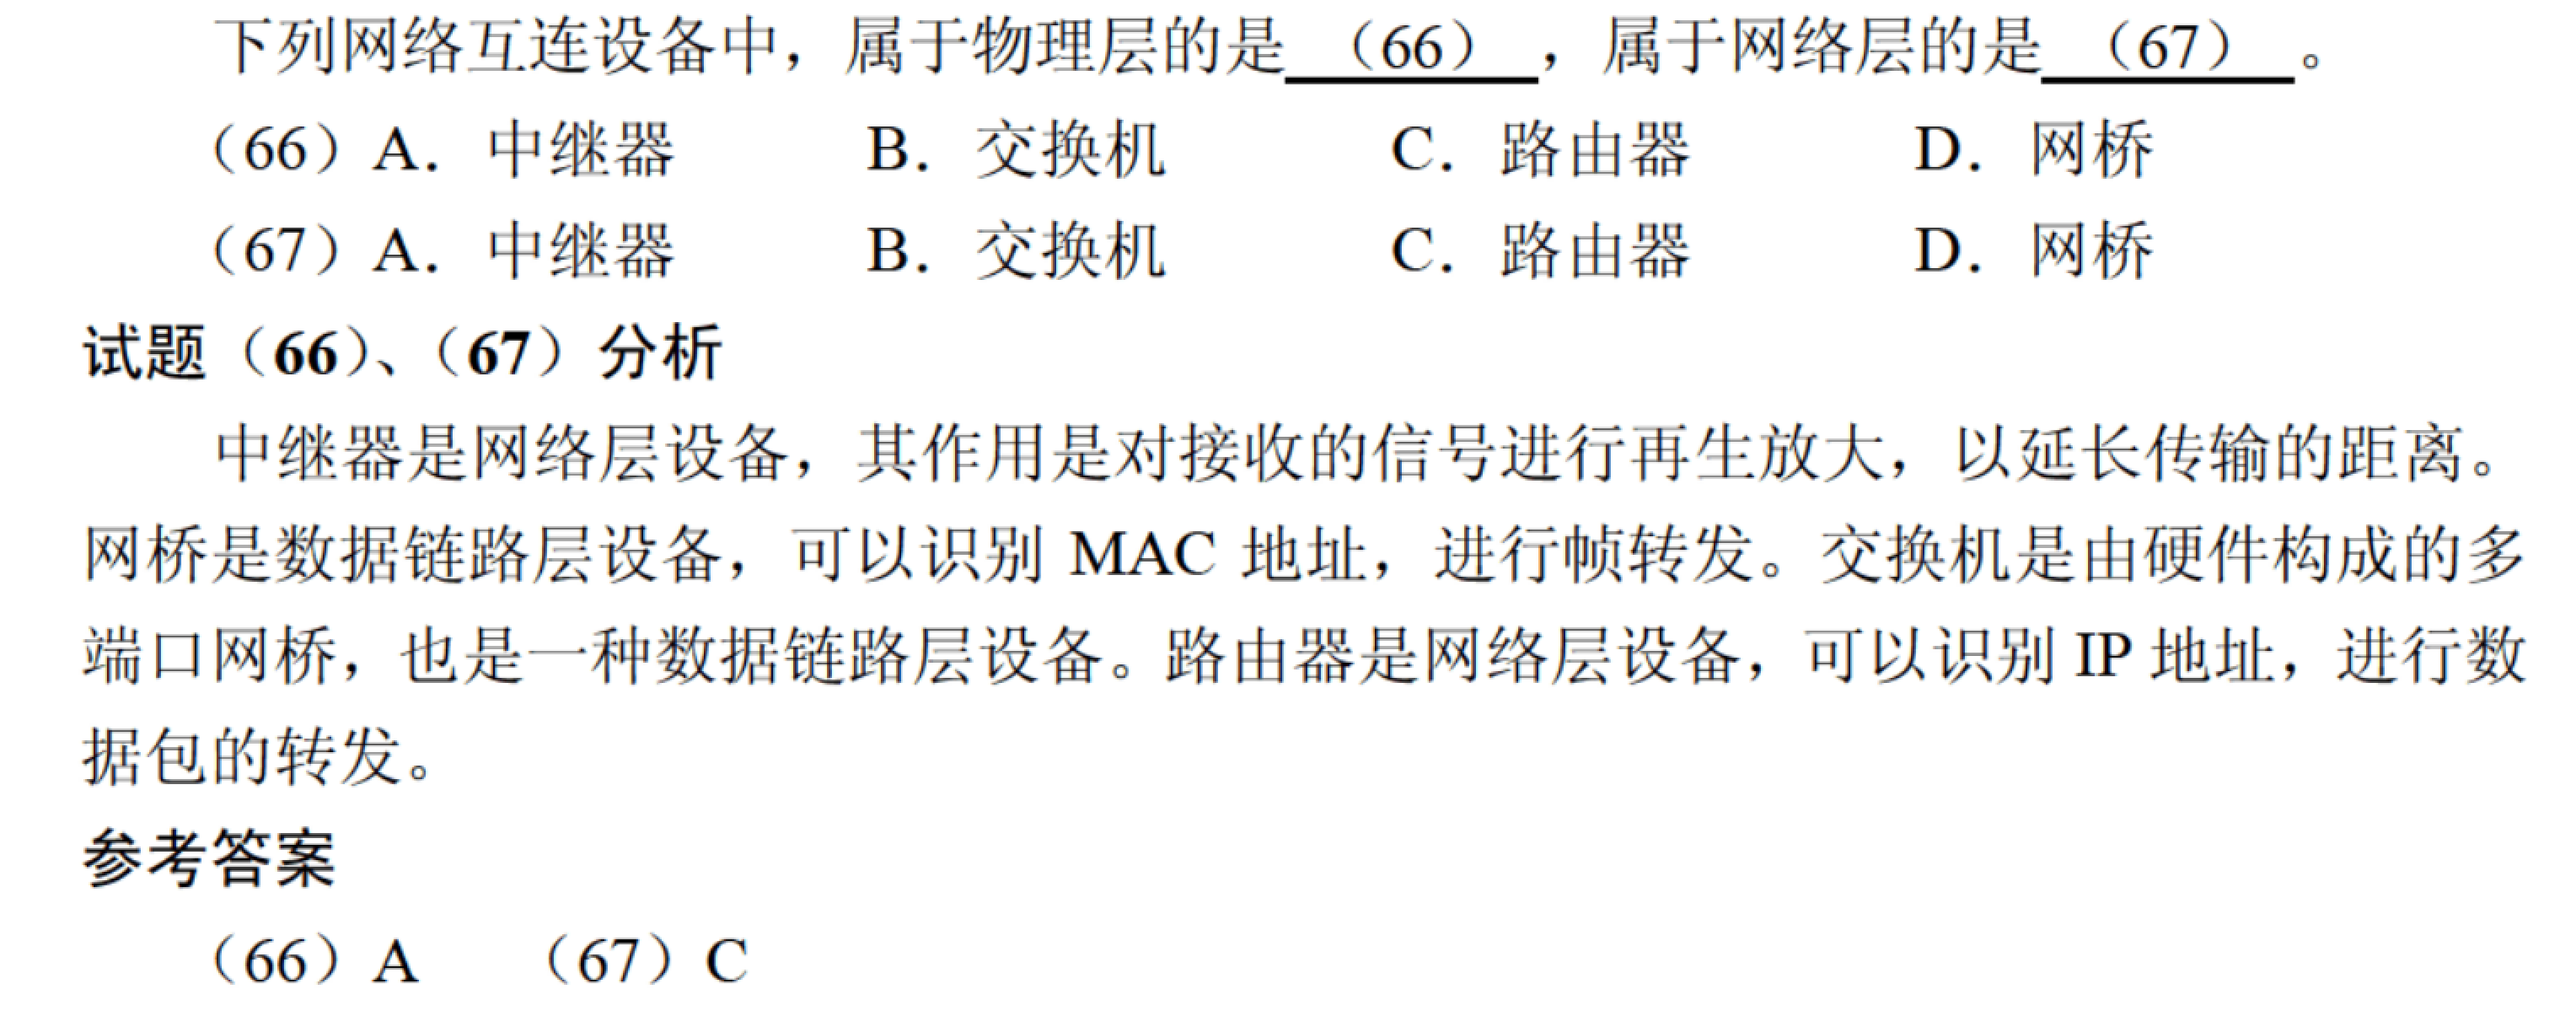 下列网络互连设备中，属于物理层的是 （66） ，属于网络层的是 （67） 。
（66）A．中继器 B．交换机 C．路由器 D．网桥
（67）A．中继器 B．交换机 C．路由器 D．网桥
试题（66）、（67）分析
中继器是网络层设备，其作用是对接收的信号进行再生放大，以延长传输的距离。
网桥是数据链路层设备，可以识别 MAC 地址，进行帧转发。交换机是由硬件构成的多
端口网桥，也是一种数据链路层设备。路由器是网络层设备，可以识别 IP 地址，进行数
据包的转发。
参考答案
（66）A （67）C